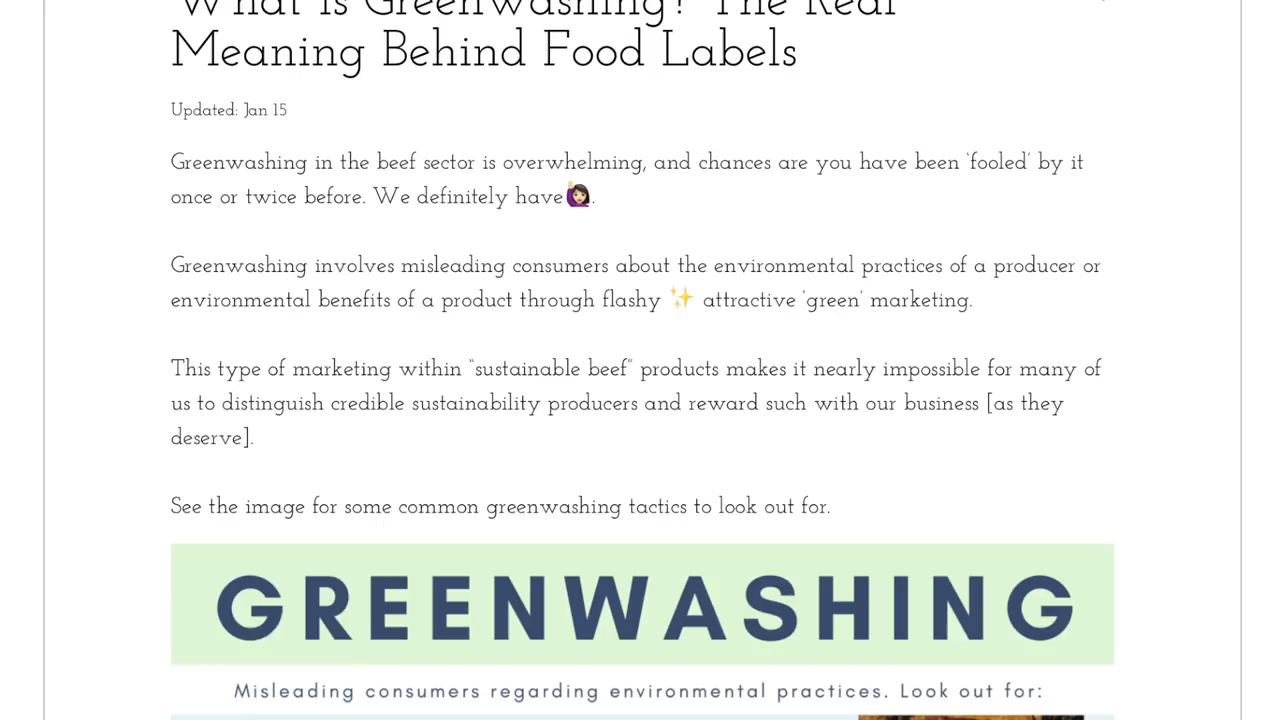 What is Greenwashing? The Real
Meaning Behind Food Labels
Updated: Jan 15
Greenwashing in the beef sector is overwhelming, and chances are you have been 'fooled' by it
once or twice before. We definitely have🙋🏻‍♀️.
Greenwashing involves misleading consumers about the environmental practices of a producer or
environmental benefits of a product through flashy ✨ attractive 'green' marketing.
This type of marketing within "sustainable beef" products makes it nearly impossible for many of
us to distinguish credible sustainability producers and reward such with our business [as they
deserve].
See the image for some common greenwashing tactics to look out for.
GREENWASHING
Misleading consumers regarding environmental practices. Look out for: